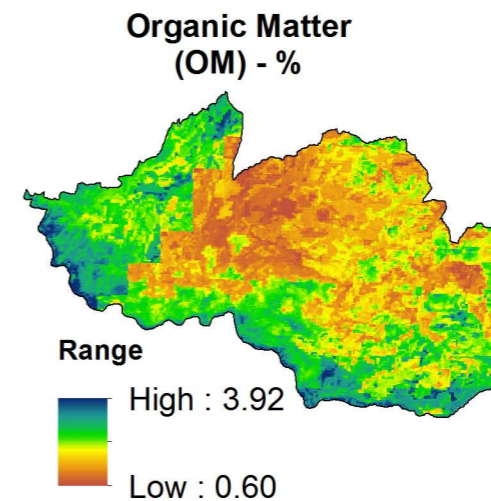 Organic Matter
(OM) - %
Range
High : 3.92
Low : 0.60